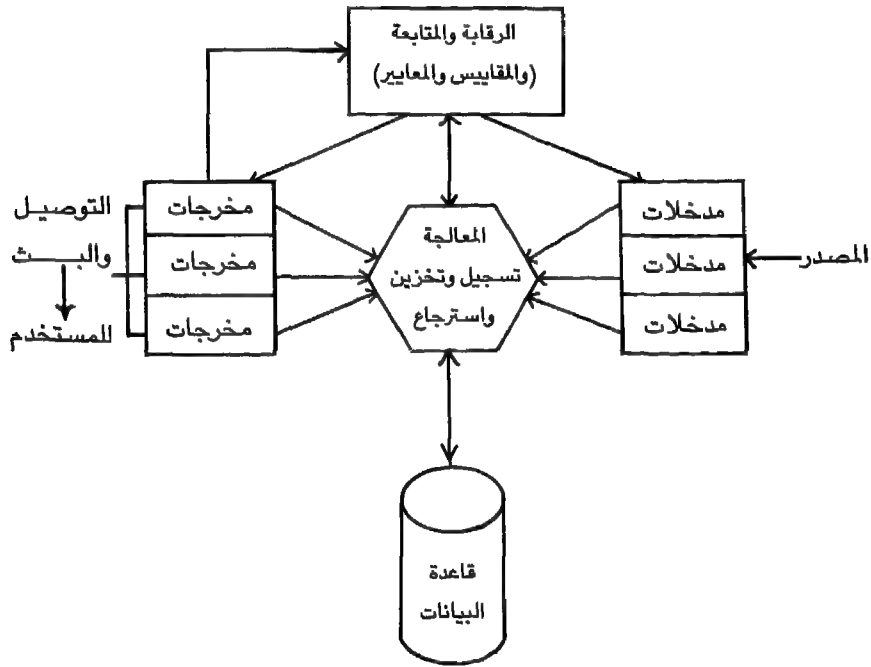 الرقابة والمتابعة
(والمقاييس والمعايير)
المصدر
مدخلات
مدخلات
مدخلات
المعالجة
تسجيل وتخزين
واسترجاع
مخرجات
مخرجات
مخرجات
التوصيل
والبث
للمستخدم
قاعدة
البيانات